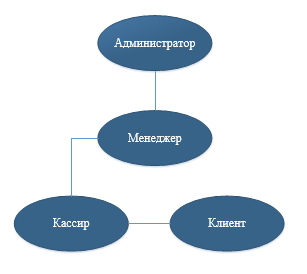 Администратор
Менеджер
Кассир
Клиент